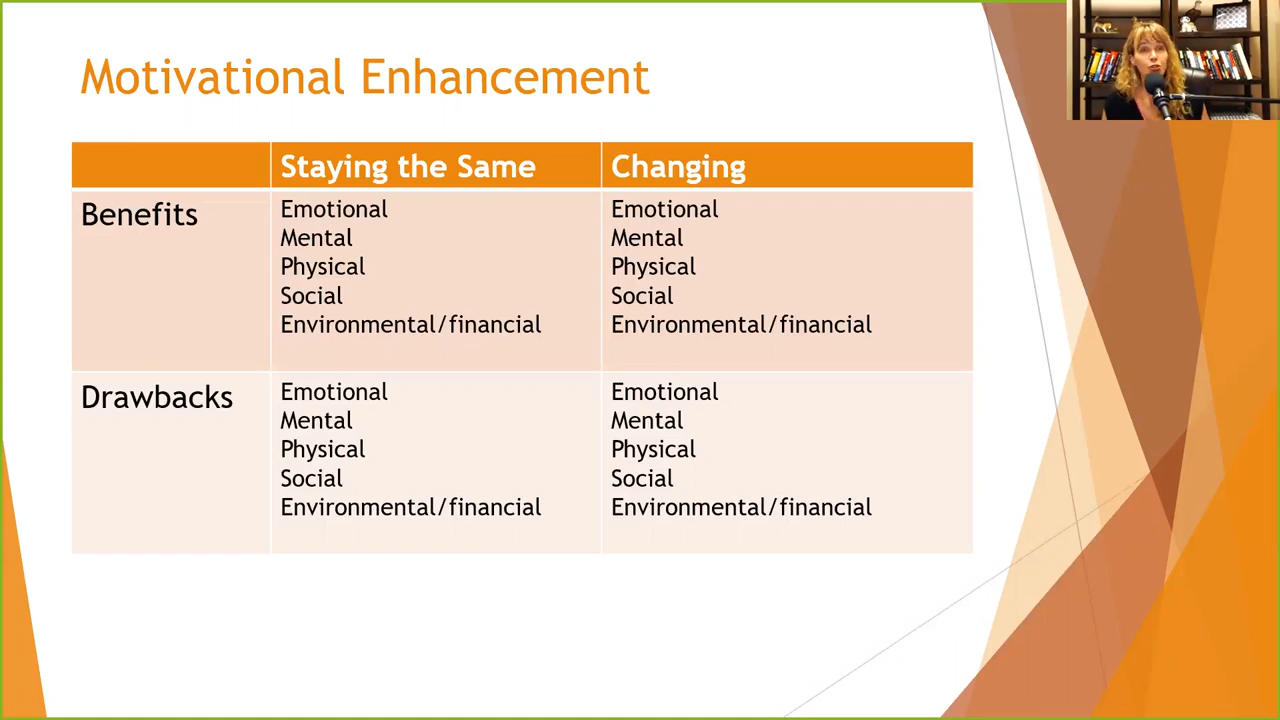 Motivational Enhancement
Staying the Same
Changing
Benefits
Emotional
Mental
Physical
Social
Environmental/financial
Emotional
Mental
Physical
Social
Environmental/financial
Drawbacks
Emotional
Mental
Physical
Social
Environmental/financial
Emotional
Mental
Physical
Social
Environmental/financial